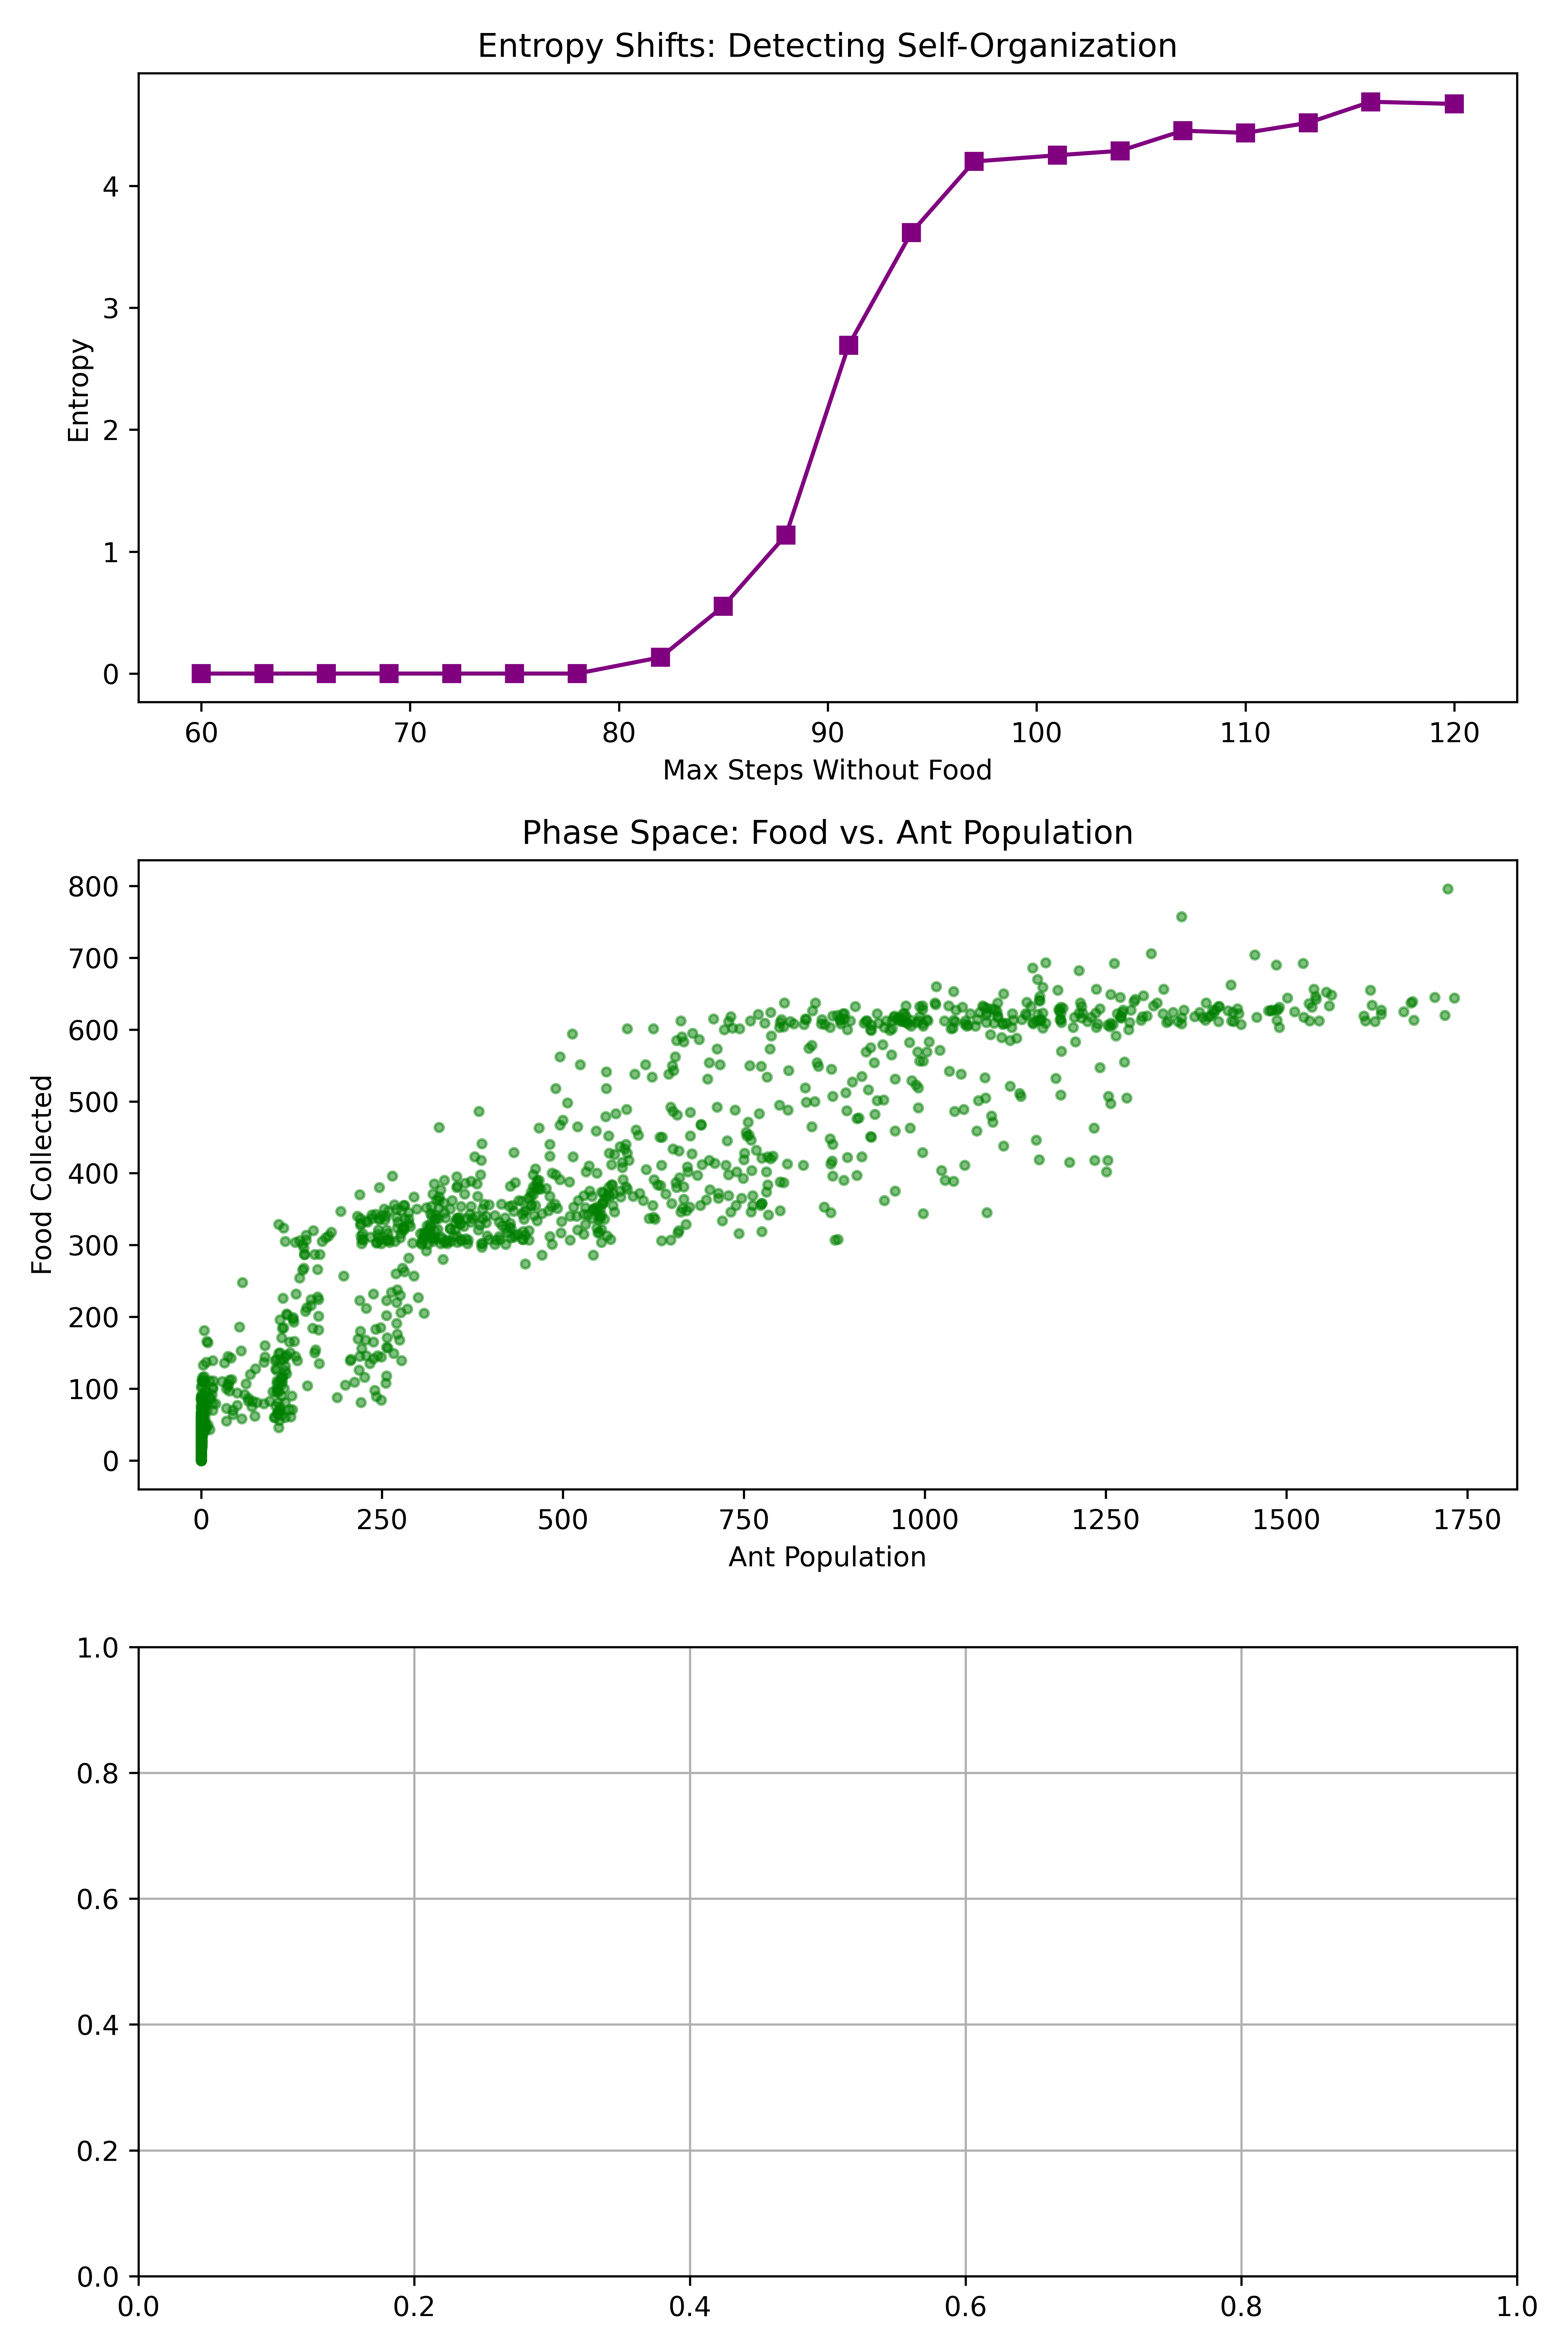 Entropy Shifts: Detecting Self-Organization
4
3
2
1
0
Entropy
60 70 80 90 100 110 120
Max Steps Without Food
Phase Space: Food vs. Ant Population
800
700
600
500
400
300
200
100
0
Food Collected
0 250 500 750 1000 1250 1500 1750
Ant Population
1.0
0.8
0.6
0.4
0.2
0.0
0.0 0.2 0.4 0.6 0.8 1.0